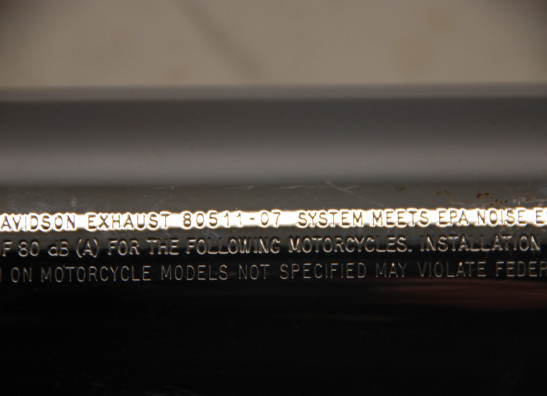 AVIDSON EXHAUST 80511-07 SYSTEM MEETS EPA NOISE E
OF 80 dB (A) FOR THE FOLLOWING MOTORCYCLES. INSTALLATION
ON MOTORCYCLE MODELS NOT SPECIFIED MAY VIOLATE FEDER